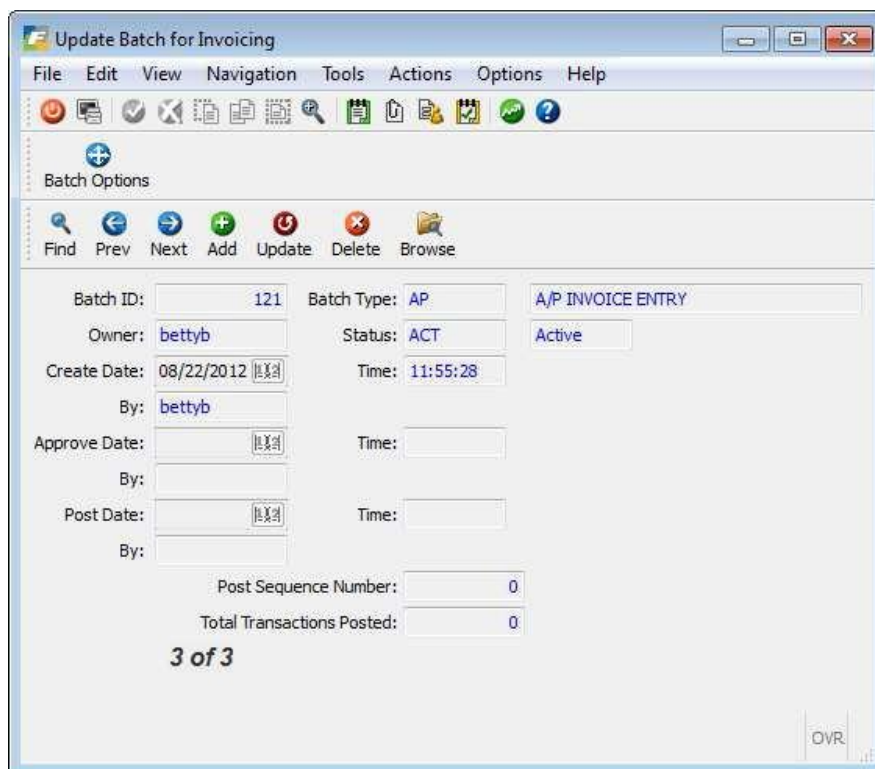 Update Batch for Invoicing
File Edit View Navigation Tools Actions Options Help
Batch Options
Find Prev Next Add Update Delete Browse
Batch ID: 121 Batch Type: AP A/P INVOICE ENTRY
Owner: bettyb Status: ACT Active
Create Date: 08/22/2012 Time: 11:55:28
By: bettyb
Approve Date: Time:
By:
Post Date: Time:
By:
Post Sequence Number: 0
Total Transactions Posted: 0
3 of 3
OVR